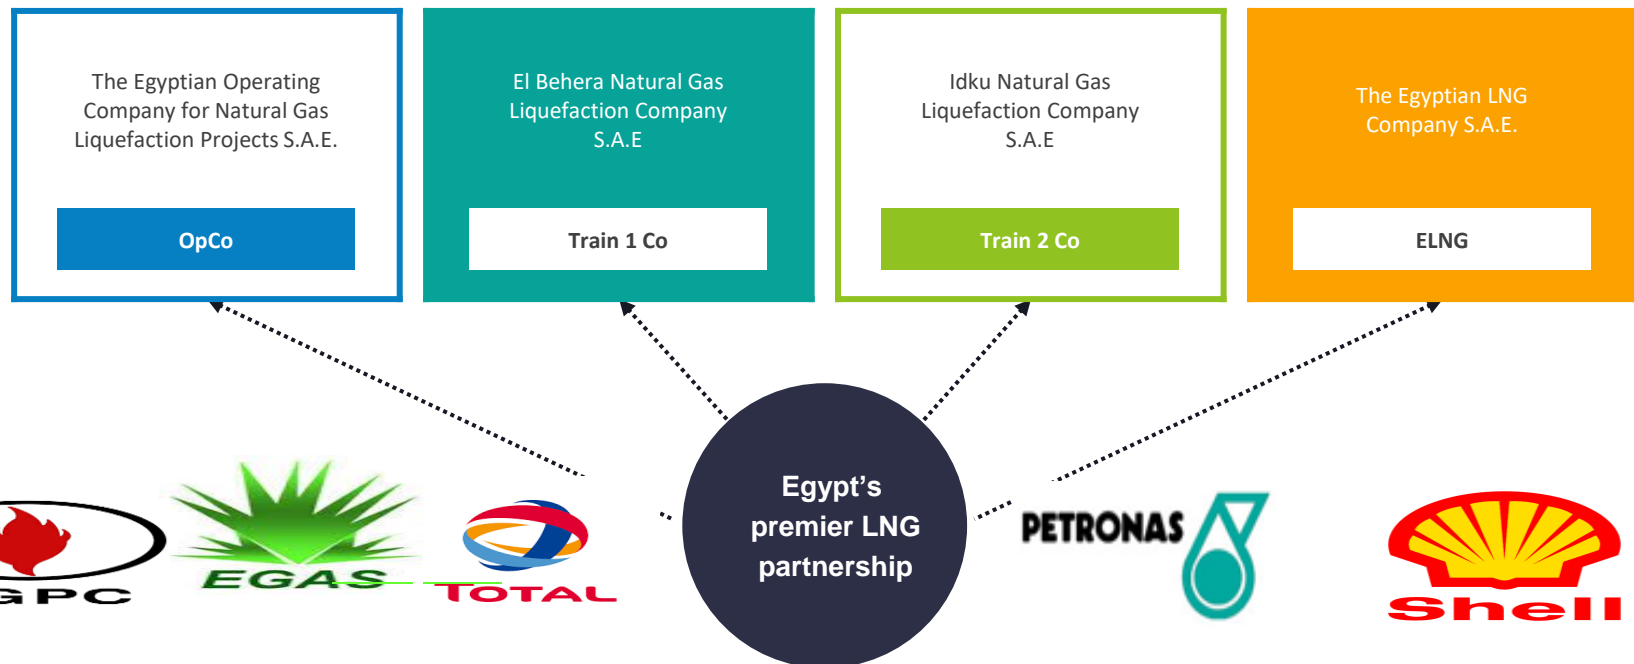 The Egyptian Operating
Company for Natural Gas
Liquefaction Projects S.A.E.
OpCo
El Behera Natural Gas
Liquefaction Company
S.A.E
Train 1 Co
Idku Natural Gas
Liquefaction Company
S.A.E
Train 2 Co
The Egyptian LNG
Company S.A.E.
ELNG
Egypt’s
premier LNG
partnership
GPC
EGAS
TOTAL
PETRONAS
Shell